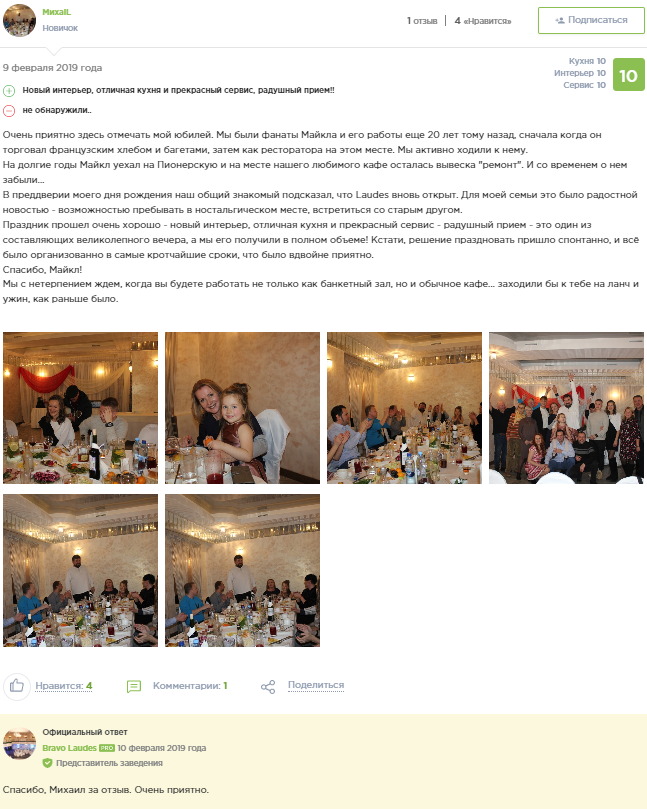 МихаIL
Новичок
1 отзыв
4 «Нравится»
Подписаться
9 февраля 2019 года
Кухня 10
Интерьер 10
Сервис 10
10
Новый интерьер, отличная кухня и прекрасный сервис, радушный прием!!
не обнаружили..
Очень приятно здесь отмечать мой юбилей. Мы были фанаты Майкла и его работы еще 20 лет тому назад, сначала когда он
торговал французским хлебом и багетами, затем как ресторатора на этом месте. Мы активно ходили к нему.
На долгие годы Майкл уехал на Пионерскую и на месте нашего любимого кафе осталась вывеска "ремонт". И со временем о нем
забыли...
В преддверии моего дня рождения наш общий знакомый подсказал, что Laudes вновь открыт. Для моей семьи это было радостной
новостью - возможностью пребывать в ностальгическом месте, встретиться со старым другом.
Праздник прошел очень хорошо - новый интерьер, отличная кухня и прекрасный сервис - радушный прием - это один из
составляющих великолепного вечера, а мы его получили в полном объеме! Кстати, решение праздновать пришло спонтанно, и всё
было организованно в самые кротчайшие сроки, что было вдвойне приятно.
Спасибо, Майкл!
Мы с нетерпением ждем, когда вы будете работать не только как банкетный зал, но и обычное кафе... заходили бы к тебе на ланч и
ужин, как раньше было.
Нравится: 4
Комментарии: 1
Поделиться
Официальный ответ
Bravo Laudes PRO 10 февраля 2019 года
Представитель заведения
Спасибо, Михаил за отзыв. Очень приятно.